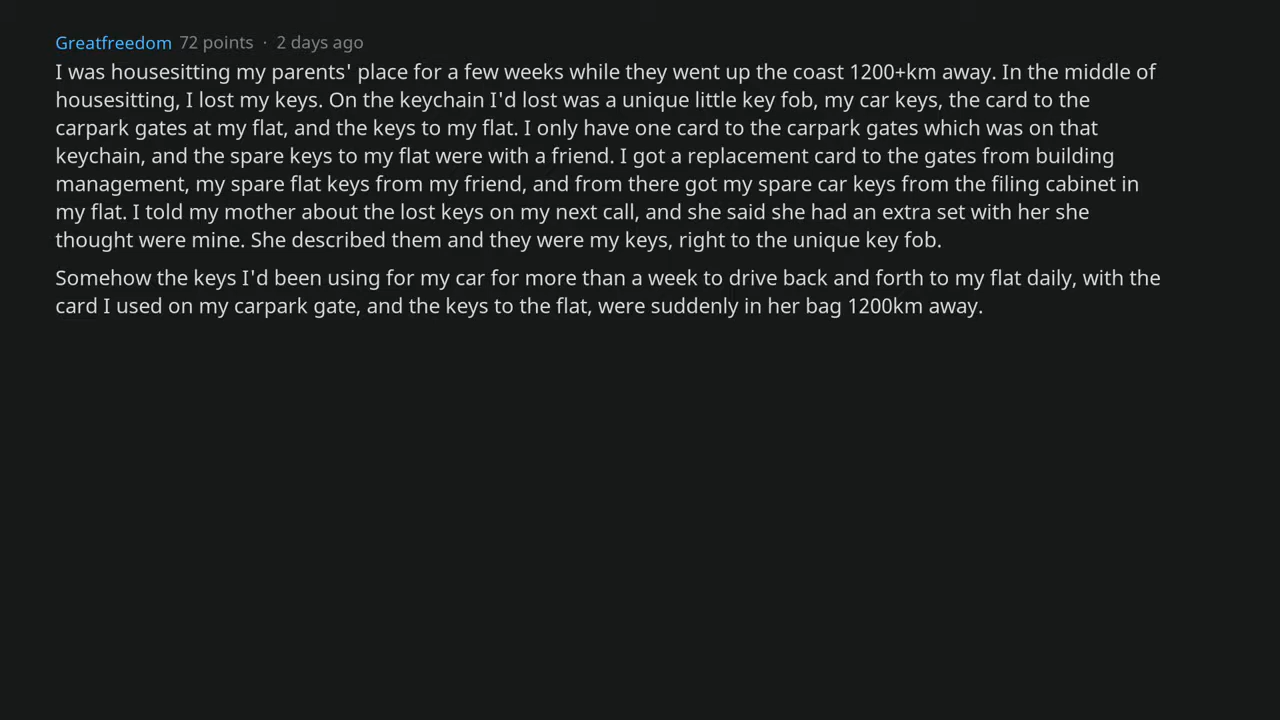 Greatfreedom 72 points · 2 days ago
I was housesitting my parents' place for a few weeks while they went up the coast 1200+km away. In the middle of
housesitting, I lost my keys. On the keychain I'd lost was a unique little key fob, my car keys, the card to the
carpark gates at my flat, and the keys to my flat. I only have one card to the carpark gates which was on that
keychain, and the spare keys to my flat were with a friend. I got a replacement card to the gates from building
management, my spare flat keys from my friend, and from there got my spare car keys from the filing cabinet in
my flat. I told my mother about the lost keys on my next call, and she said she had an extra set with her she
thought were mine. She described them and they were my keys, right to the unique key fob.
Somehow the keys I'd been using for my car for more than a week to drive back and forth to my flat daily, with the
card I used on my carpark gate, and the keys to the flat, were suddenly in her bag 1200km away.